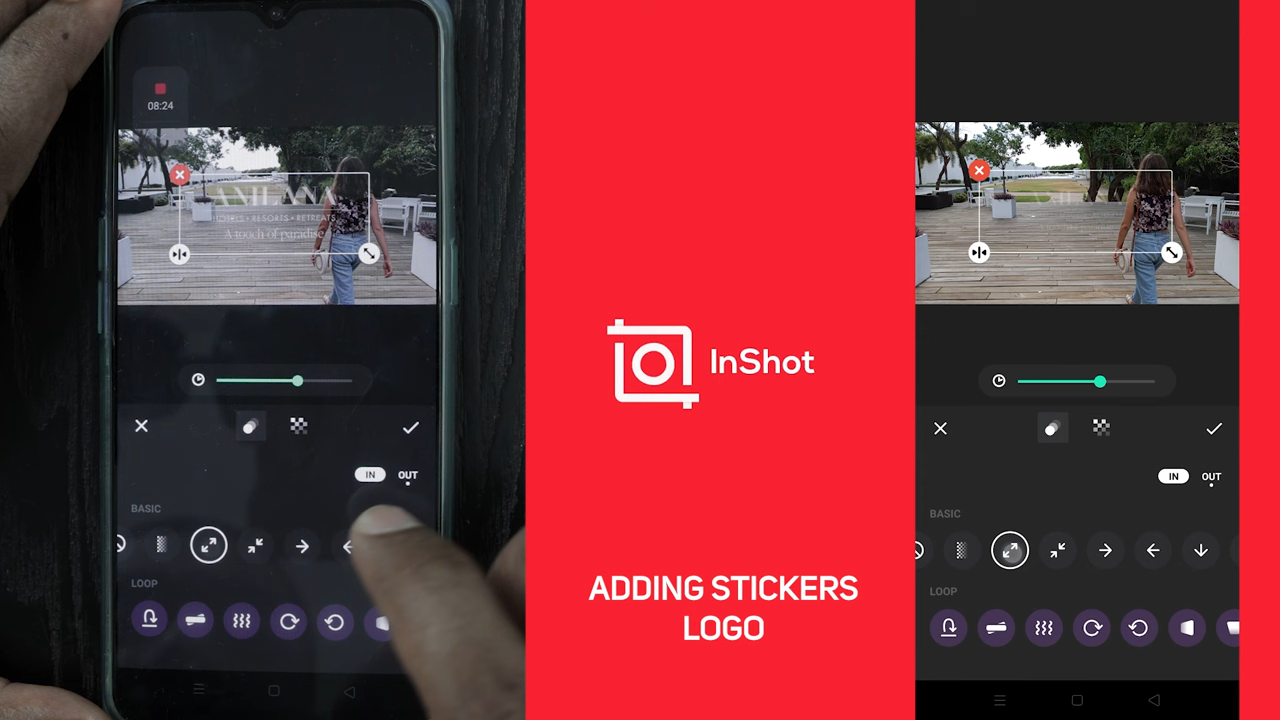 08:24
ANILANA
HOTELS • RESORTS • RETREATS
A touch of paradise
IN
OUT
BASIC
LOOP
InShot
ADDING STICKERS
LOGO
IN
OUT
BASIC
LOOP